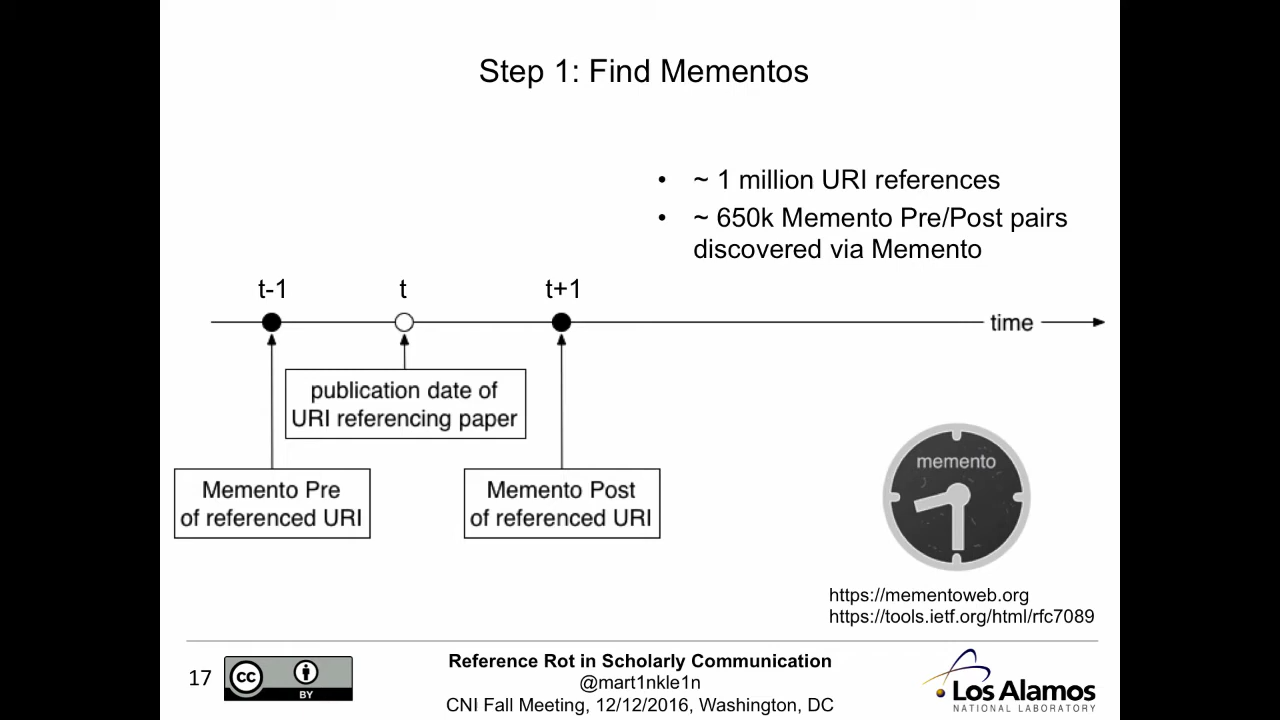 Step 1: Find Mementos
• ~ 1 million URI references
• ~ 650k Memento Pre/Post pairs
discovered via Memento
t-1
t
t+1
time
publication date of
URI referencing paper
Memento Pre
of referenced URI
Memento Post
of referenced URI
memento
https://mementoweb.org
https://tools.ietf.org/html/rfc7089
17
cc
BY
Reference Rot in Scholarly Communication
@mart1nkle1n
CNI Fall Meeting, 12/12/2016, Washington, DC
Los Alamos
NATIONAL LABORATORY